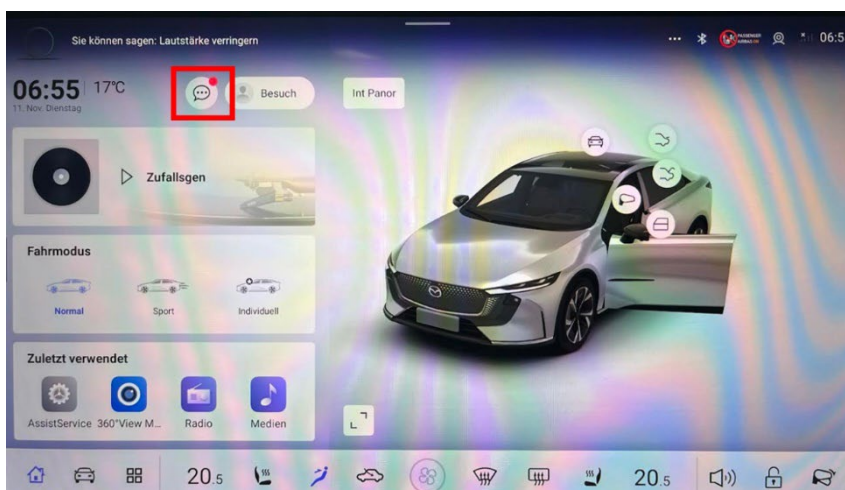 Sie können sagen: Lautstärke verringern
PASSENGER
06:5
06:55 17°C
11. Nov. Dienstag
Besuch
Int Panor
Zufallsgen
Fahrmodus
Normal
Sport
Individuell
Zuletzt verwendet
AssistService
360°View M...
Radio
Medien
20.5
20.5